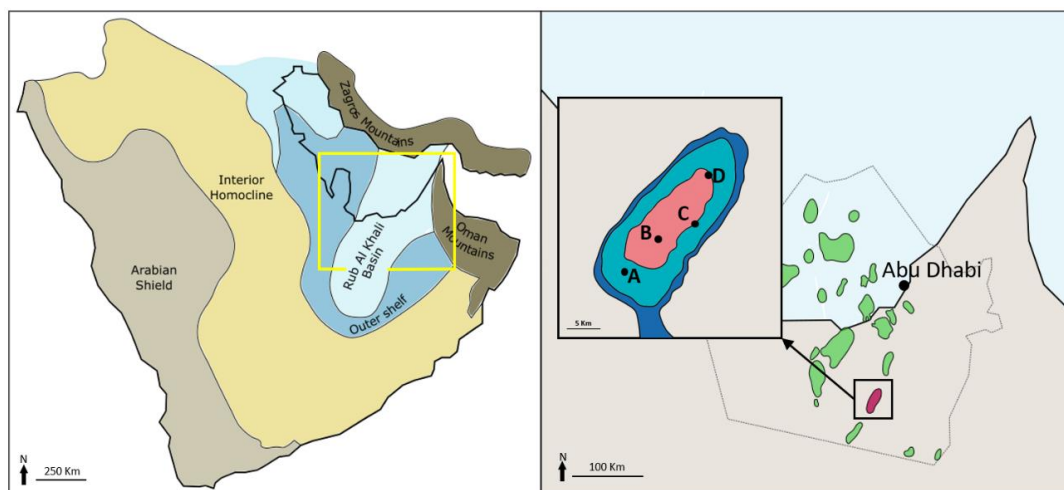 Zagros Mountains
Interior
Homocline
Arabian
Shield
Rub Al Khali
Basin
Oman
Mountains
Outer shelf
N
250 Km
D
C
B
A
5 Km
Abu Dhabi
N
100 Km